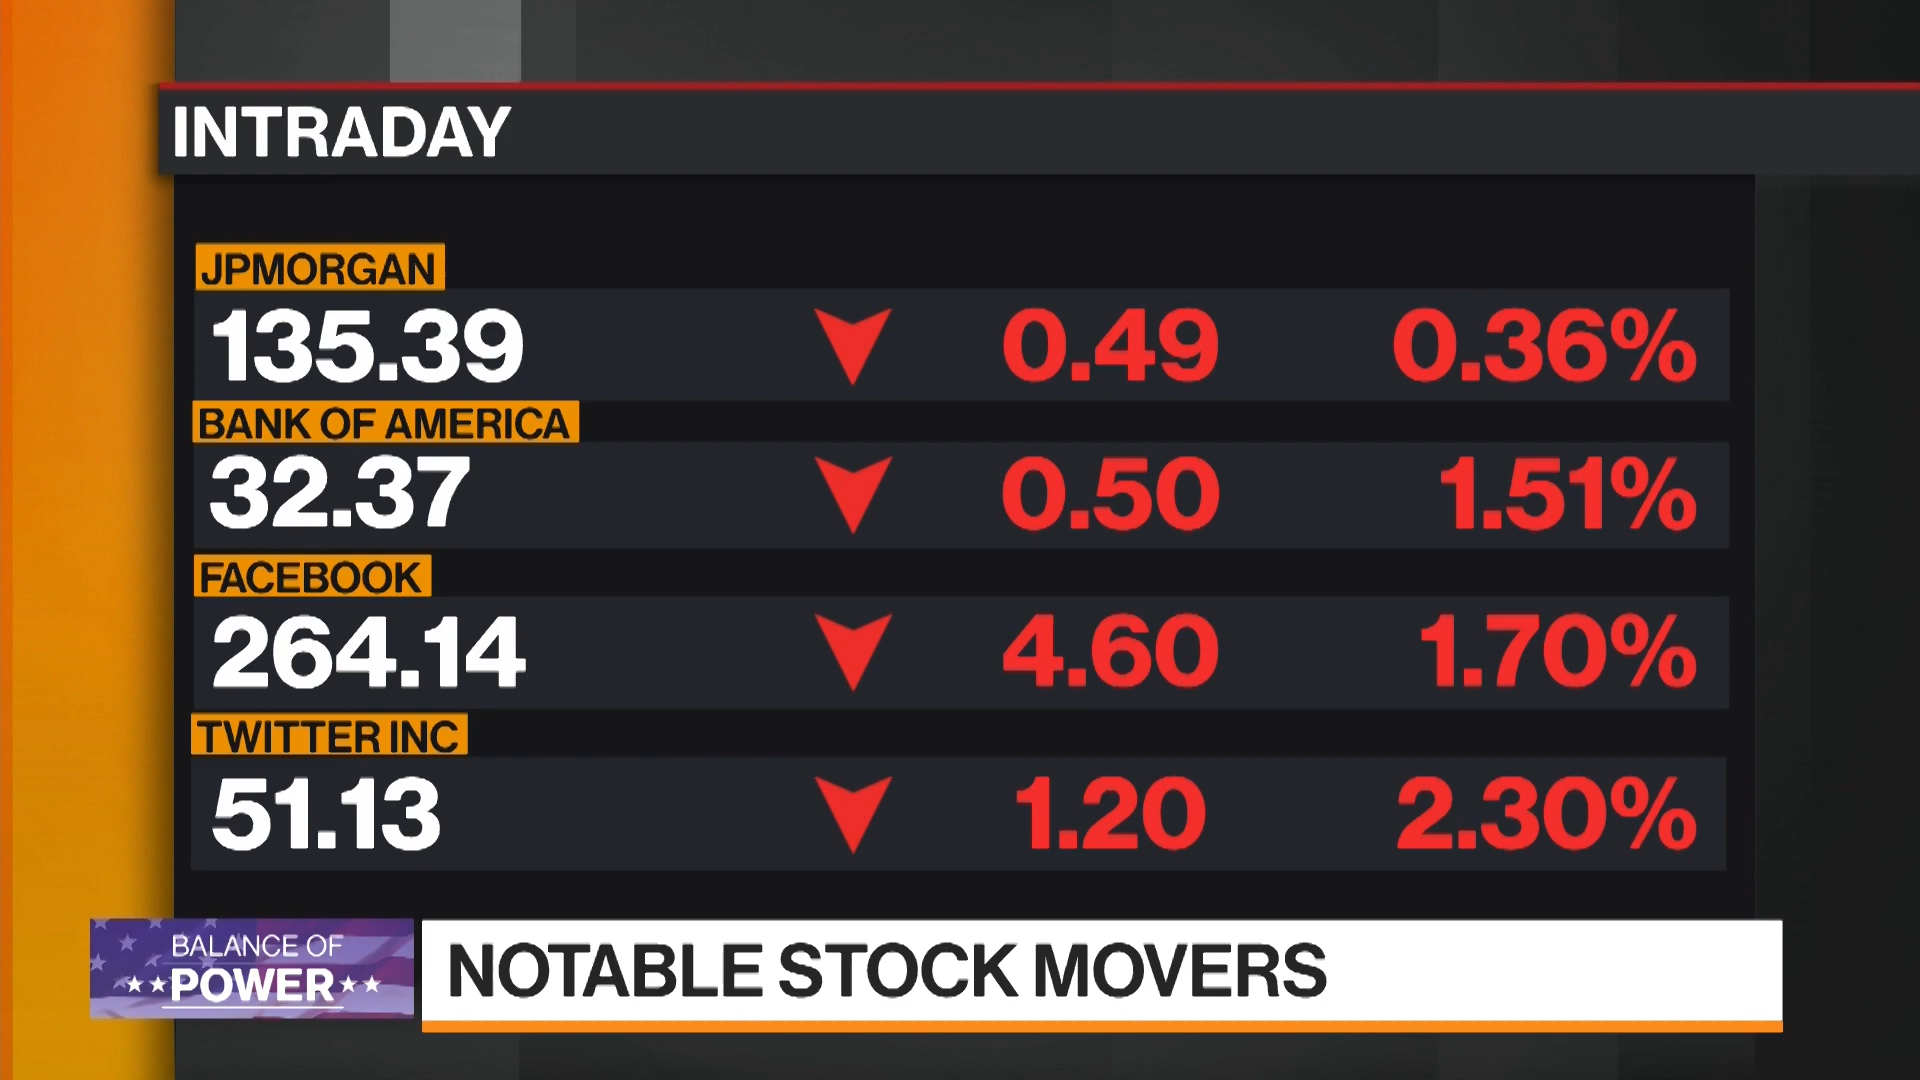 INTRADAY
JPMORGAN
135.39 0.49 0.36%
BANK OF AMERICA
32.37 0.50 1.51%
FACEBOOK
264.14 4.60 1.70%
TWITTER INC
51.13 1.20 2.30%
BALANCE OF
POWER
NOTABLE STOCK MOVERS